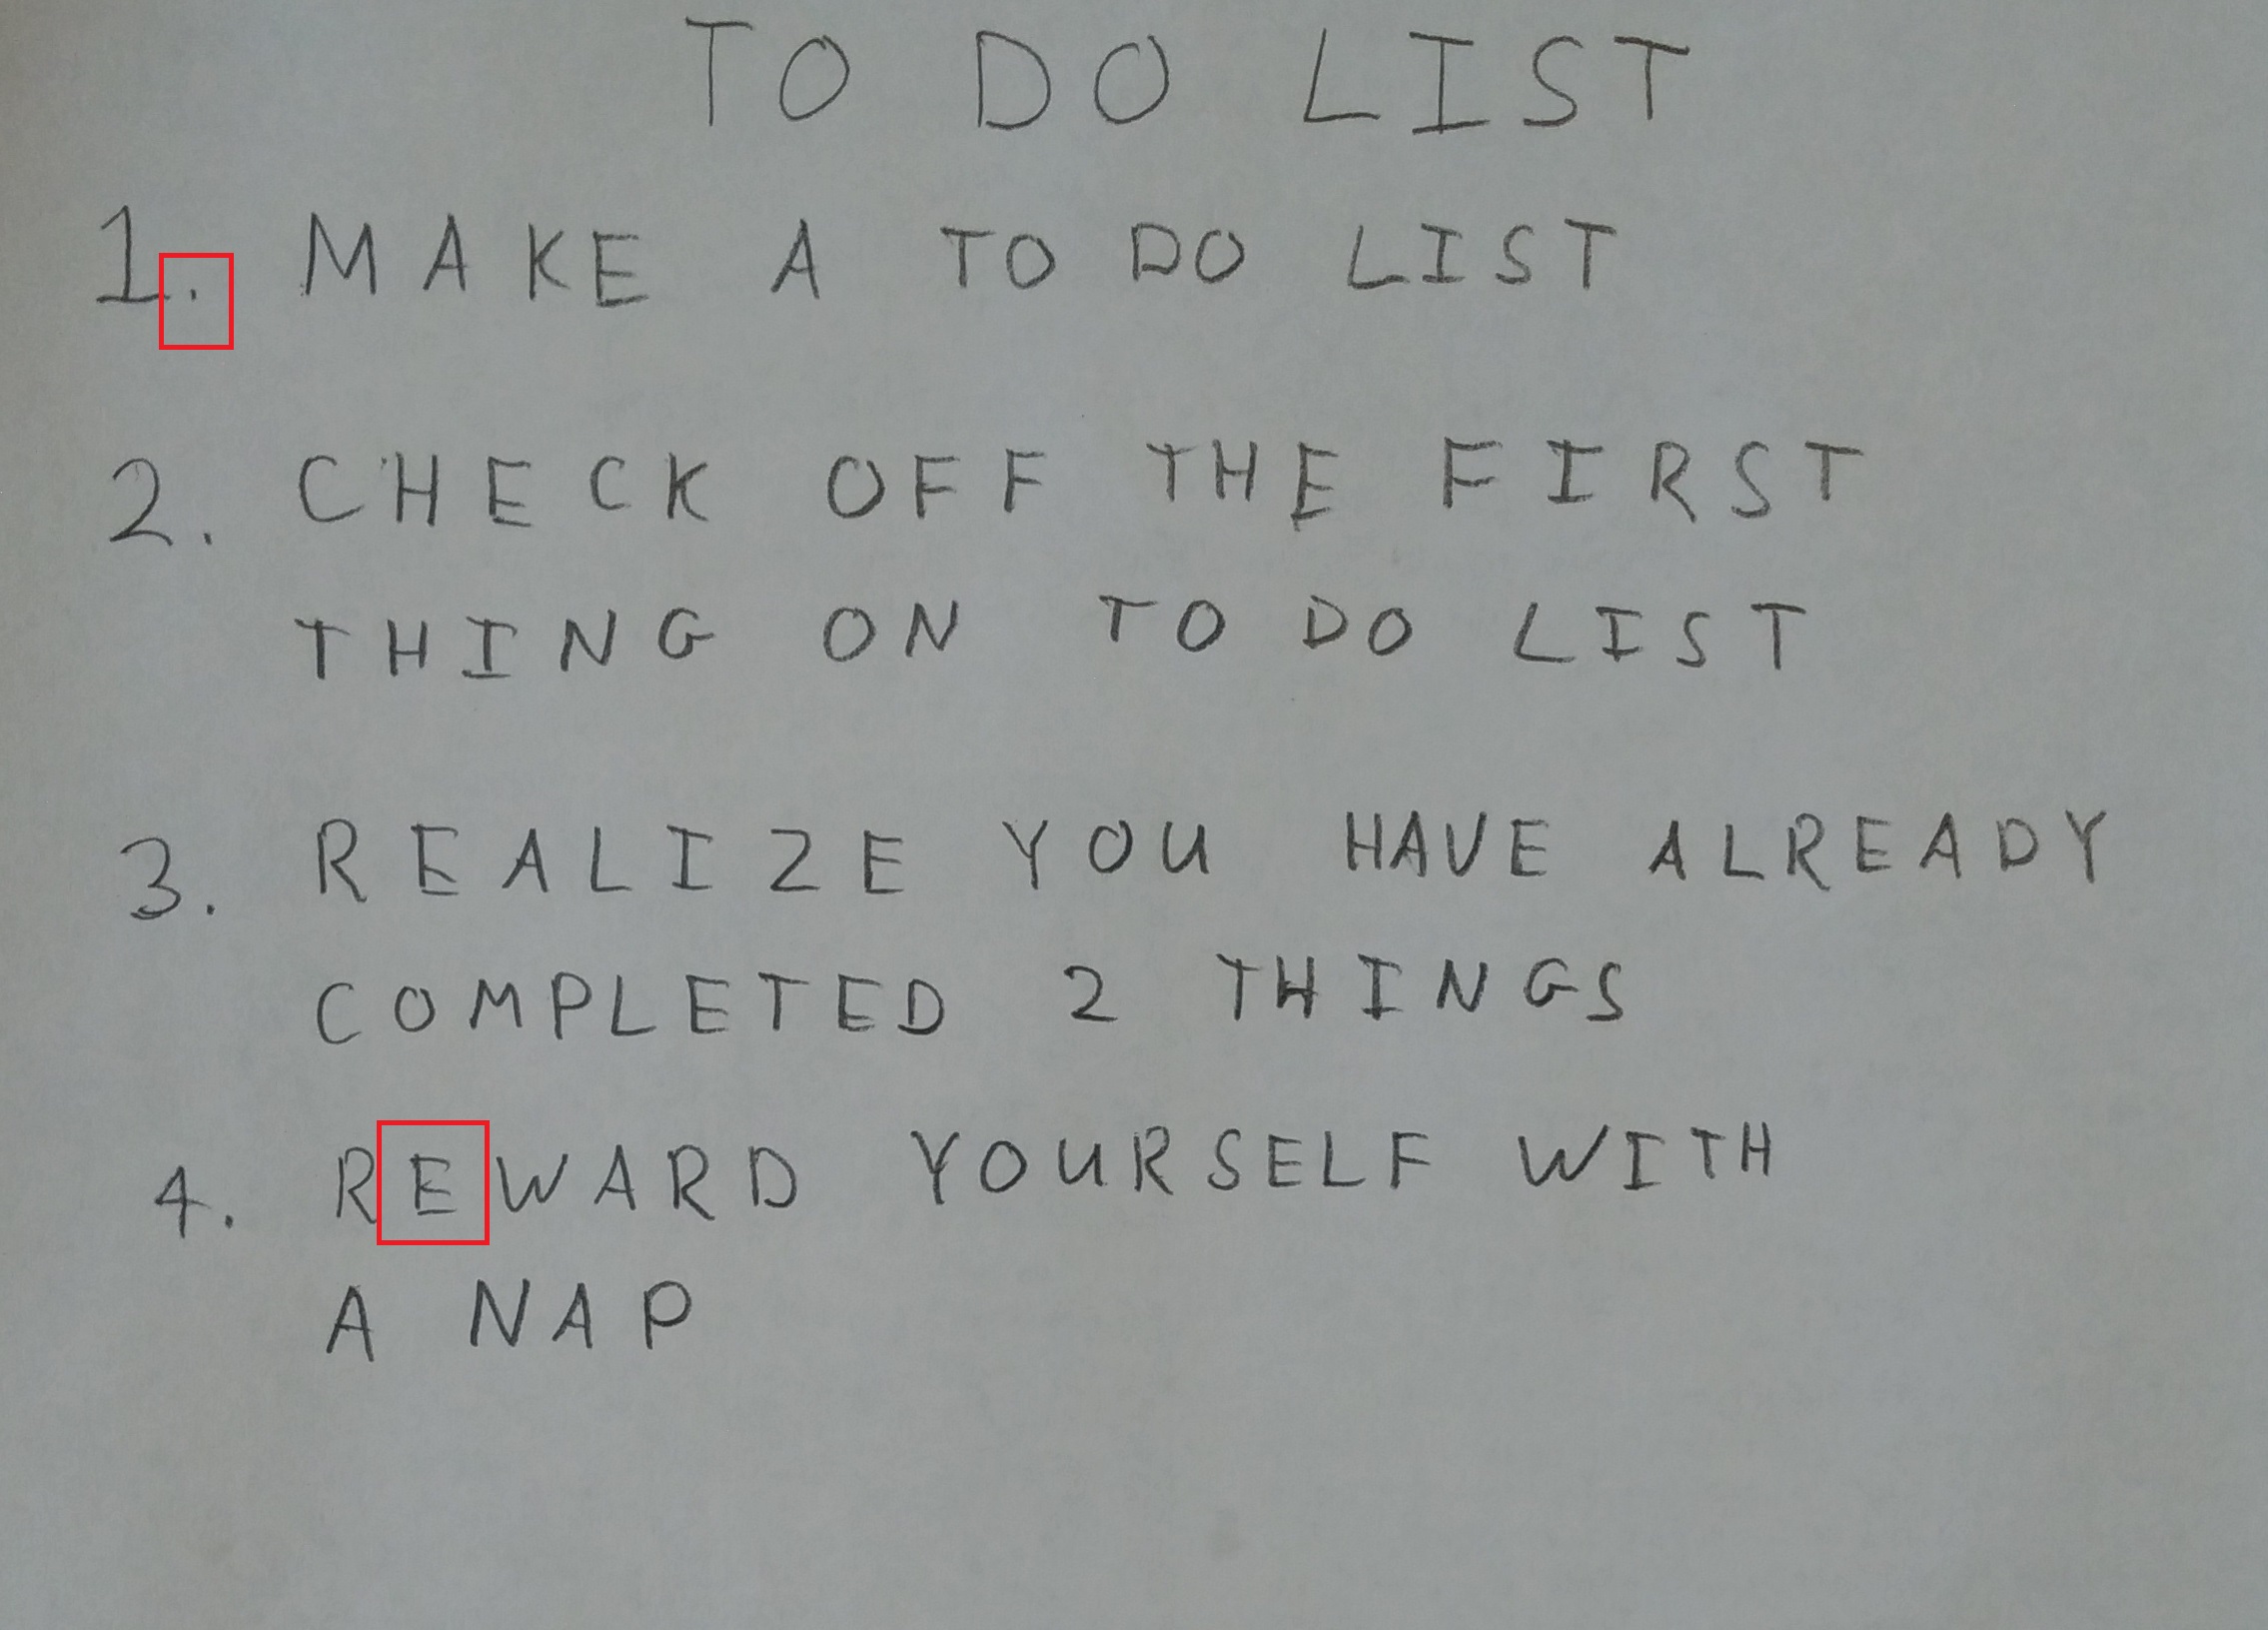 TO DO LIST
1. MAKE A TO DO LIST
2. CHECK OFF THE FIRST
THING ON TO DO LIST
3. REALIZE YOU HAVE ALREADY
COMPLETED 2 THINGS
4. REWARD YOURSELF WITH
A NAP